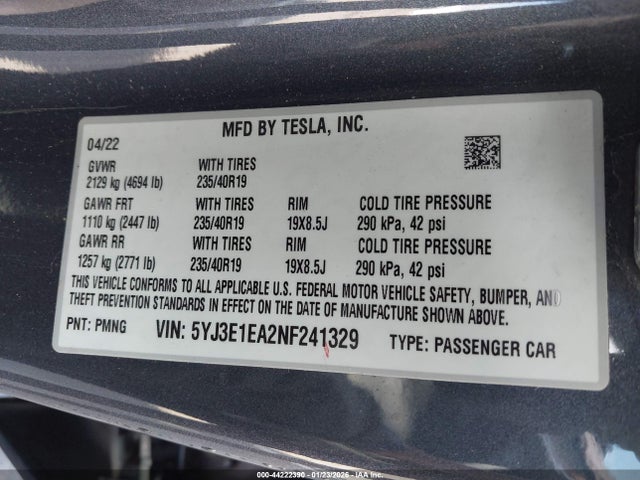 MFD BY TESLA, INC.
04/22
GVWR WITH TIRES
2129 kg (4694 lb) 235/40R19
GAWR FRT WITH TIRES RIM COLD TIRE PRESSURE
1110 kg (2447 lb) 235/40R19 19X8.5J 290 kPa, 42 psi
GAWR RR WITH TIRES RIM COLD TIRE PRESSURE
1257 kg (2771 lb) 235/40R19 19X8.5J 290 kPa, 42 psi
THIS VEHICLE CONFORMS TO ALL APPLICABLE U.S. FEDERAL MOTOR VEHICLE SAFETY, BUMPER, AND
THEFT PREVENTION STANDARDS IN EFFECT ON THE DATE OF MANUFACTURE SHOWN ABOVE.
PNT: PMNG VIN: 5YJ3E1EA2NF241329 TYPE: PASSENGER CAR
000-44222390 - 01/23/2026 - IAA Inc.